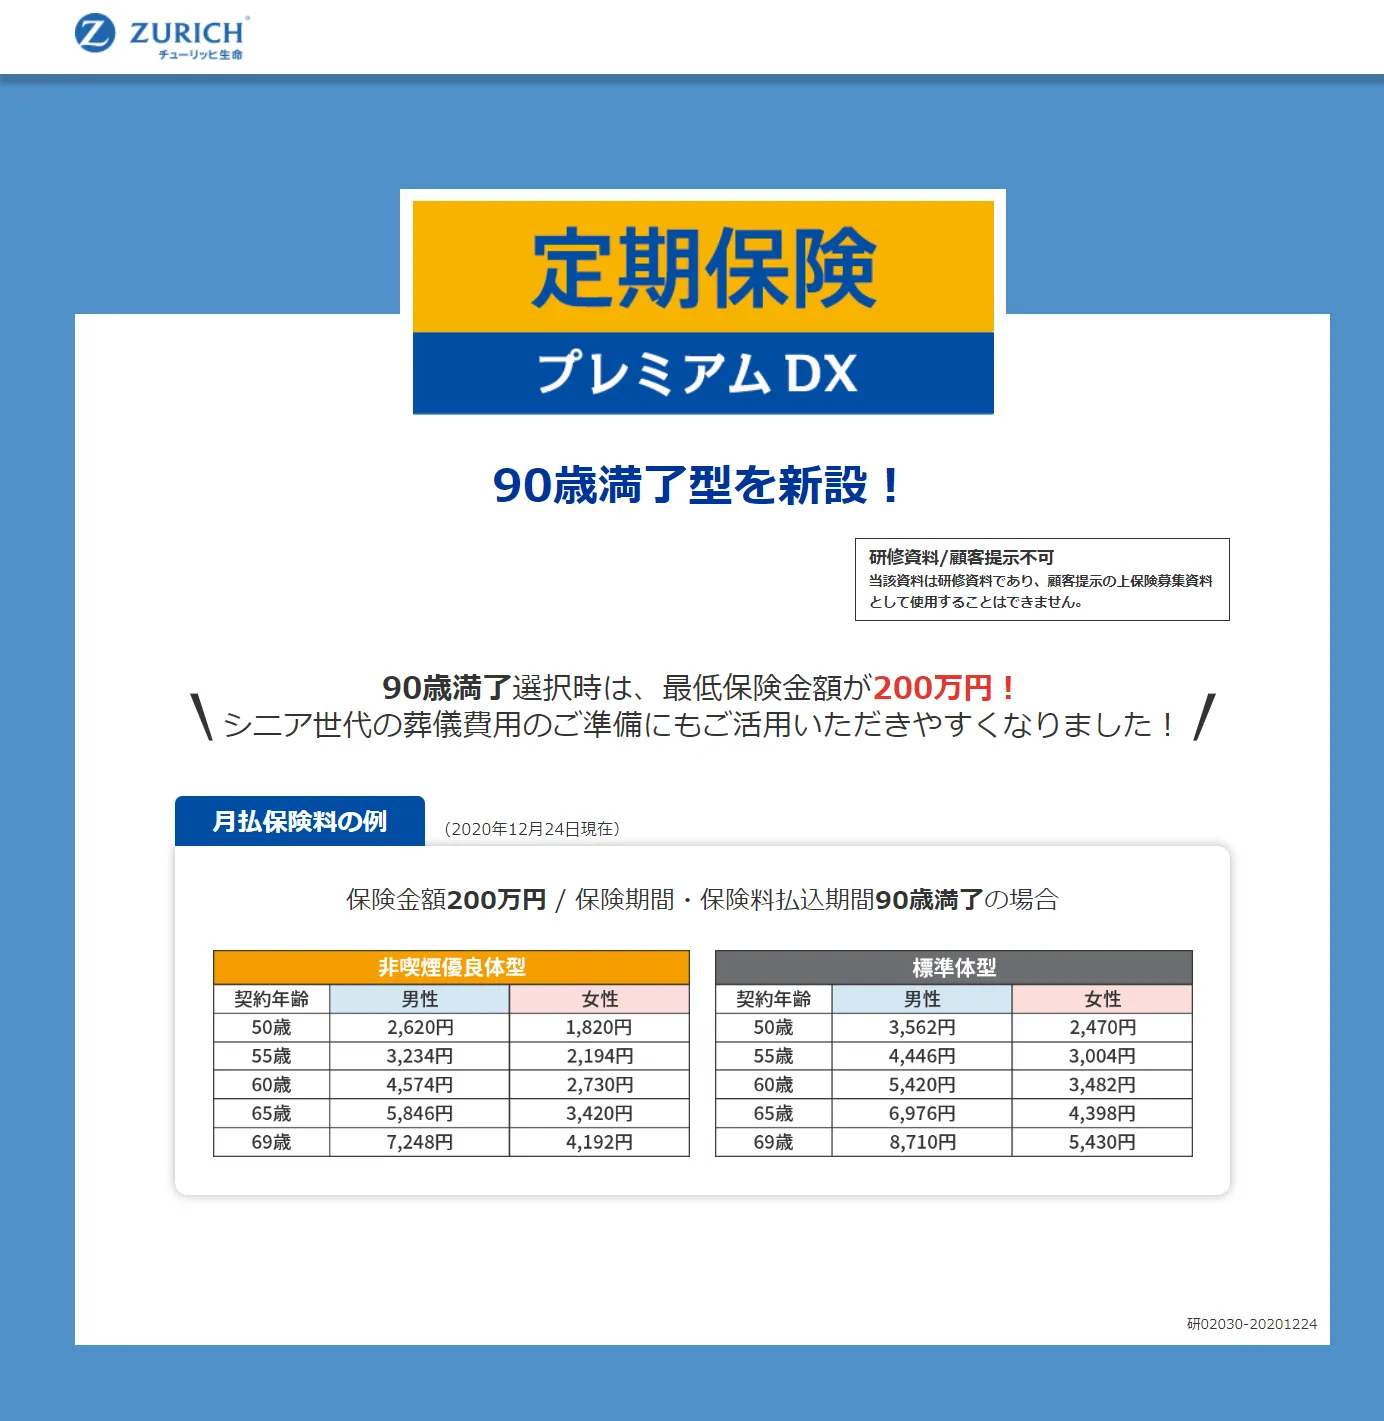 ZURICH
チューリッヒ生命
定期保険
プレミアム DX
90歳満了型を新設！
研修資料/顧客提示不可
当該資料は研修資料であり、顧客提示の上保険募集資料
として使用することはできません。
90歳満了選択時は、最低保険金額が200万円！
シニア世代の葬儀費用のご準備にもご活用いただきやすくなりました！
月払保険料の例 （2020年12月24日現在）
保険金額200万円 / 保険期間・保険料払込期間90歳満了の場合
非喫煙優良体型
契約年齢 男性 女性
50歳 2,620円 1,820円
55歳 3,234円 2,194円
60歳 4,574円 2,730円
65歳 5,846円 3,420円
69歳 7,248円 4,192円
標準体型
契約年齢 男性 女性
50歳 3,562円 2,470円
55歳 4,446円 3,004円
60歳 5,420円 3,482円
65歳 6,976円 4,398円
69歳 8,710円 5,430円
研02030-20201224